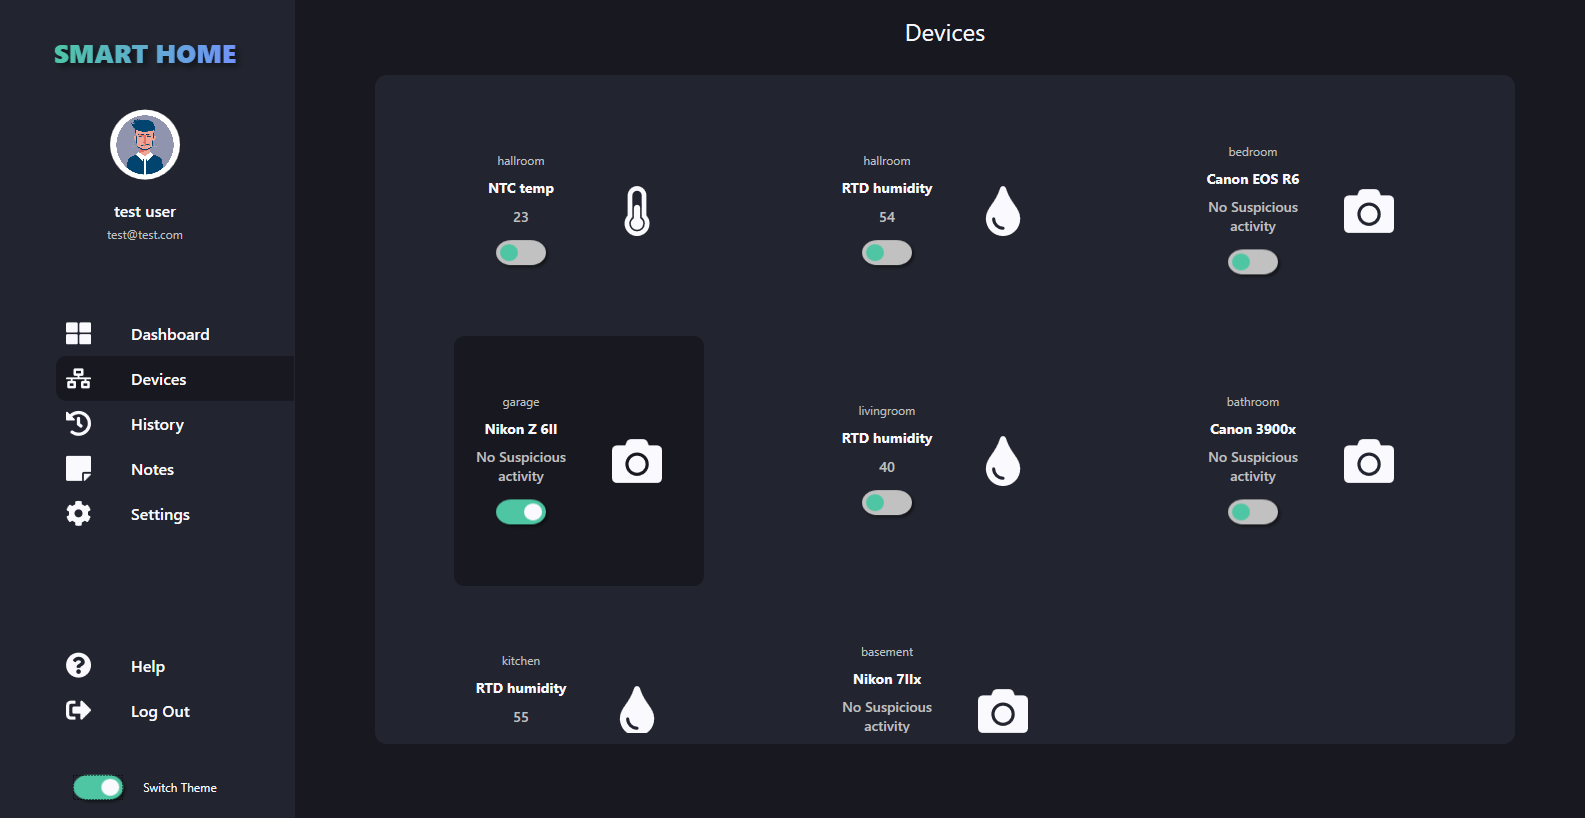 SMART HOME
test user
test@test.com
Dashboard
Devices
History
Notes
Settings
Help
Log Out
Switch Theme
Devices
hallroom
NTC temp
23
hallroom
RTD humidity
54
bedroom
Canon EOS R6
No Suspicious
activity
garage
Nikon Z 6II
No Suspicious
activity
livingroom
RTD humidity
40
bathroom
Canon 3900x
No Suspicious
activity
kitchen
RTD humidity
55
basement
Nikon 7IIx
No Suspicious
activity